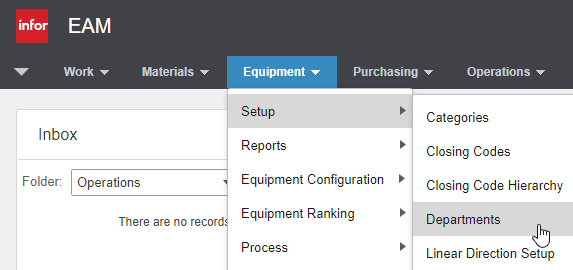 infor EAM
Work Materials Equipment Purchasing Operations
Setup
Reports
Equipment Configuration
Equipment Ranking
Process
Categories
Closing Codes
Closing Code Hierarchy
Departments
Linear Direction Setup
Inbox
Folder: Operations
There are no records